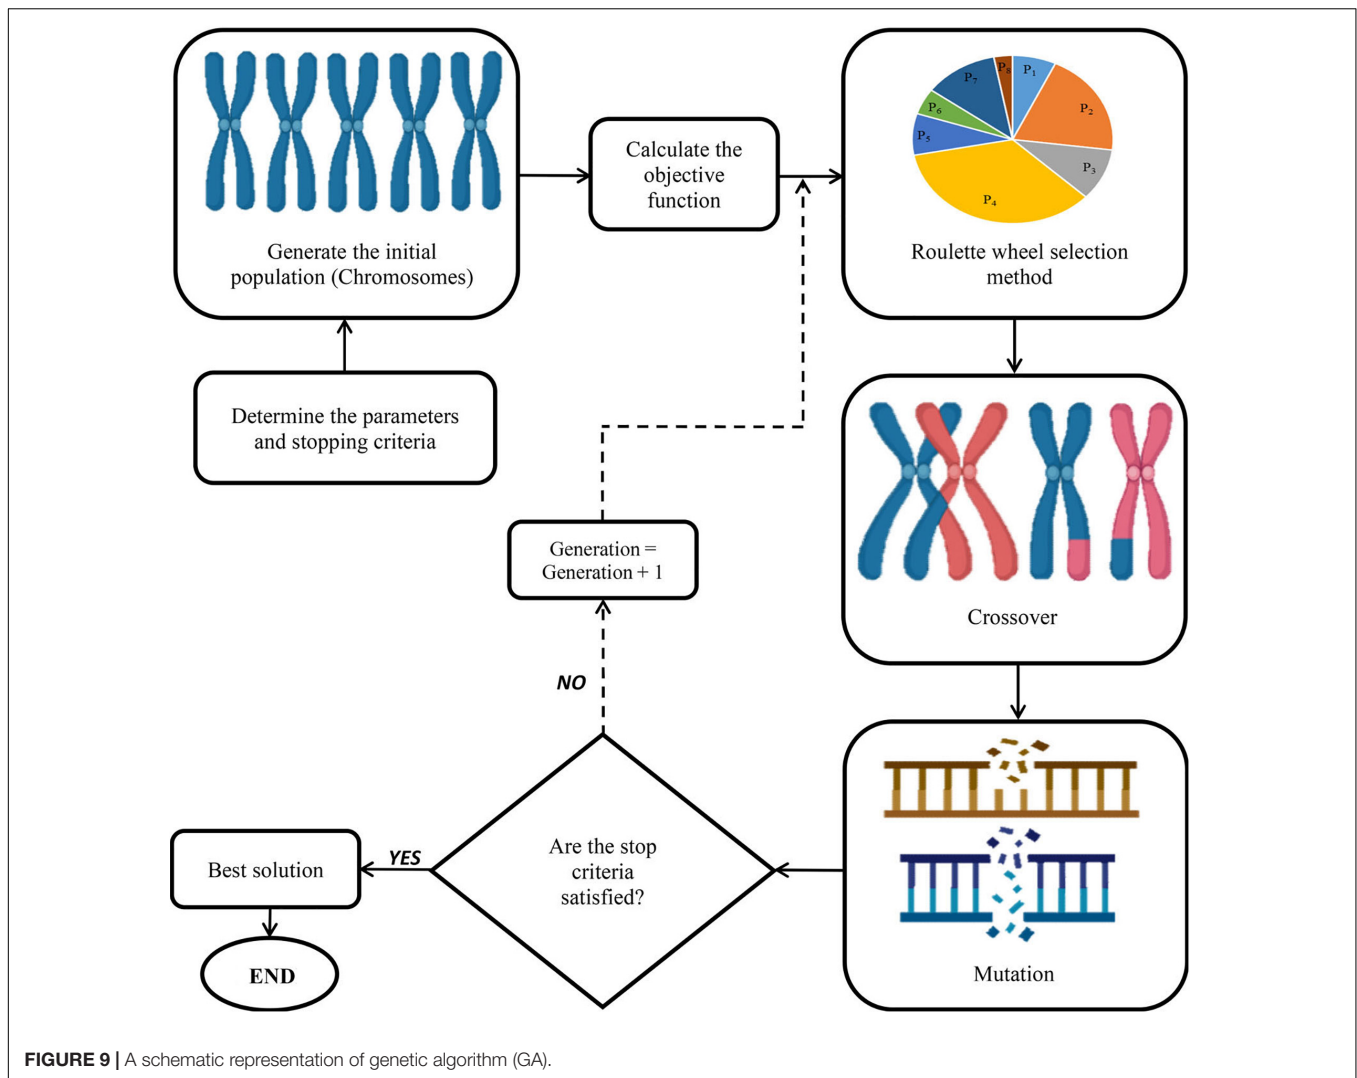 Generate the initial
population (Chromosomes)
Calculate the
objective
function
P1
P2
P3
P4
P5
P6
P7
P8
Roulette wheel selection
method
Determine the parameters
and stopping criteria
Crossover
Generation =
Generation + 1
NO
Mutation
Are the stop
criteria
satisfied?
YES
Best solution
END
FIGURE 9 | A schematic representation of genetic algorithm (GA).